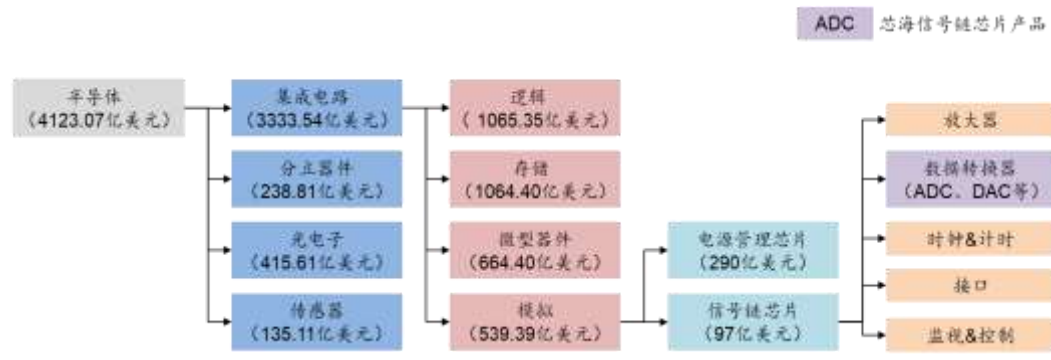 ADC 芯海信号链芯片产品
半导体
（4123.07亿美元）
集成电路
（3333.54亿美元）
分立器件
（238.81亿美元）
光电子
（415.61亿美元）
传感器
（135.11亿美元）
逻辑
（ 1065.35亿美元）
存储
（1064.40亿美元）
微型器件
（664.40亿美元）
模拟
（539.39亿美元）
电源管理芯片
（290亿美元）
信号链芯片
（97亿美元）
放大器
数据转换器
（ADC、DAC等）
时钟&计时
接口
监视&控制